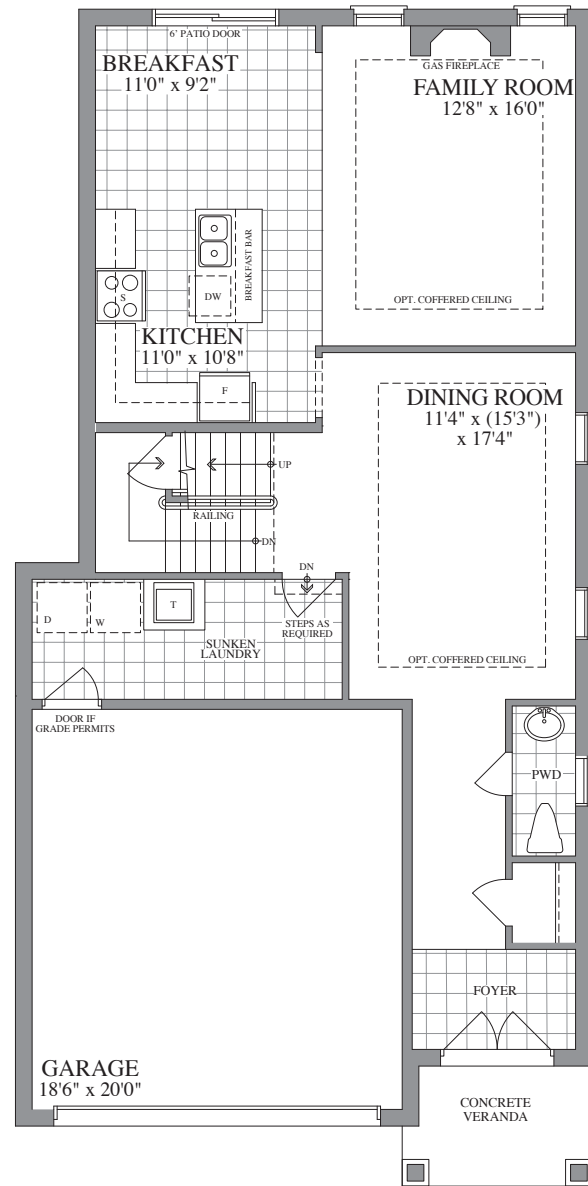 6' PATIO DOOR
BREAKFAST
11'0" x 9'2"
GAS FIREPLACE
FAMILY ROOM
12'8" x 16'0"
OPT. COFFERED CEILING
BREAKFAST BAR
DW
S
KITCHEN
11'0" x 10'8"
F
DINING ROOM
11'4" x (15'3")
x 17'4"
OPT. COFFERED CEILING
UP
RAILING
DN
DN
STEPS AS
REQUIRED
D
W
T
SUNKEN
LAUNDRY
DOOR IF
GRADE PERMITS
PWD
FOYER
GARAGE
18'6" x 20'0"
CONCRETE
VERANDA